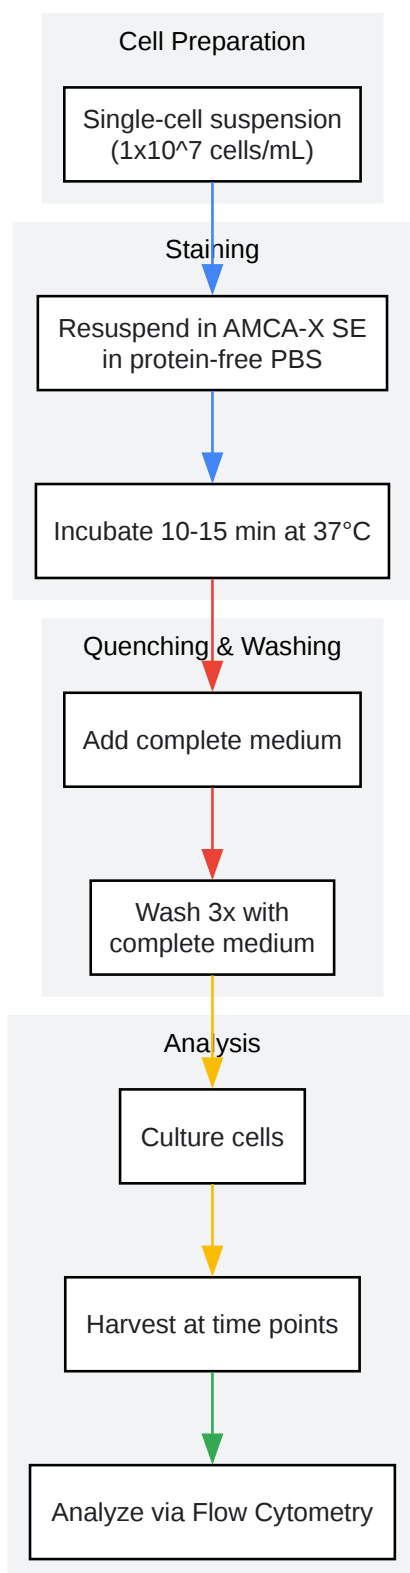 Cell Preparation
Single-cell suspension
(1x10^7 cells/mL)
Staining
Resuspend in AMCA-X SE
in protein-free PBS
Incubate 10-15 min at 37°C
Quenching & Washing
Add complete medium
Wash 3x with
complete medium
Analysis
Culture cells
Harvest at time points
Analyze via Flow Cytometry